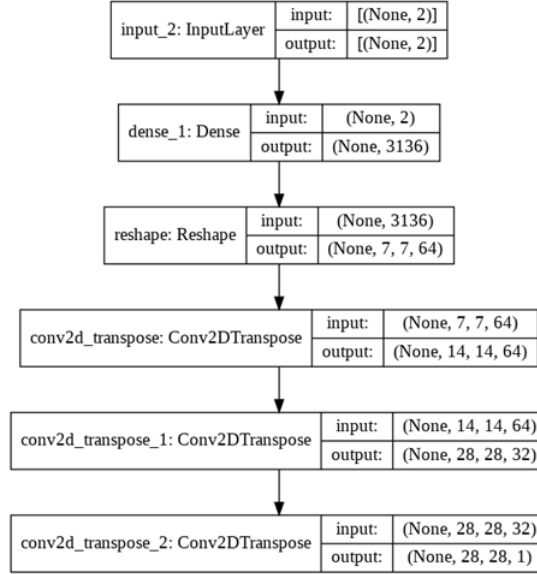 input_2: InputLayer input: [(None, 2)]
output: [(None, 2)]
dense_1: Dense input: (None, 2)
output: (None, 3136)
reshape: Reshape input: (None, 3136)
output: (None, 7, 7, 64)
conv2d_transpose: Conv2DTranspose input: (None, 7, 7, 64)
output: (None, 14, 14, 64)
conv2d_transpose_1: Conv2DTranspose input: (None, 14, 14, 64)
output: (None, 28, 28, 32)
conv2d_transpose_2: Conv2DTranspose input: (None, 28, 28, 32)
output: (None, 28, 28, 1)